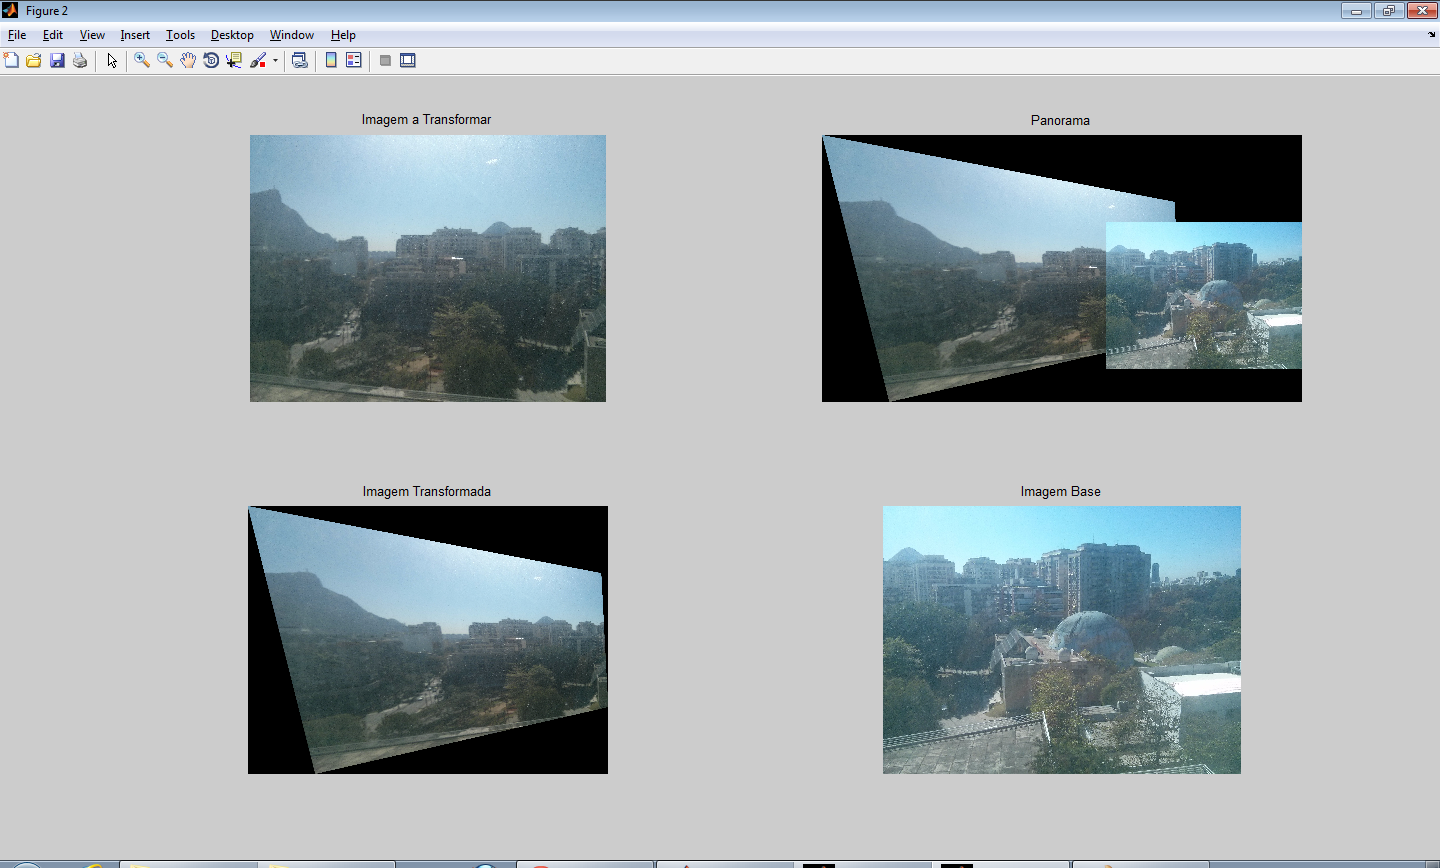 Figure 2
File Edit View Insert Tools Desktop Window Help
Imagem a Transformar
Panorama
Imagem Transformada
Imagem Base